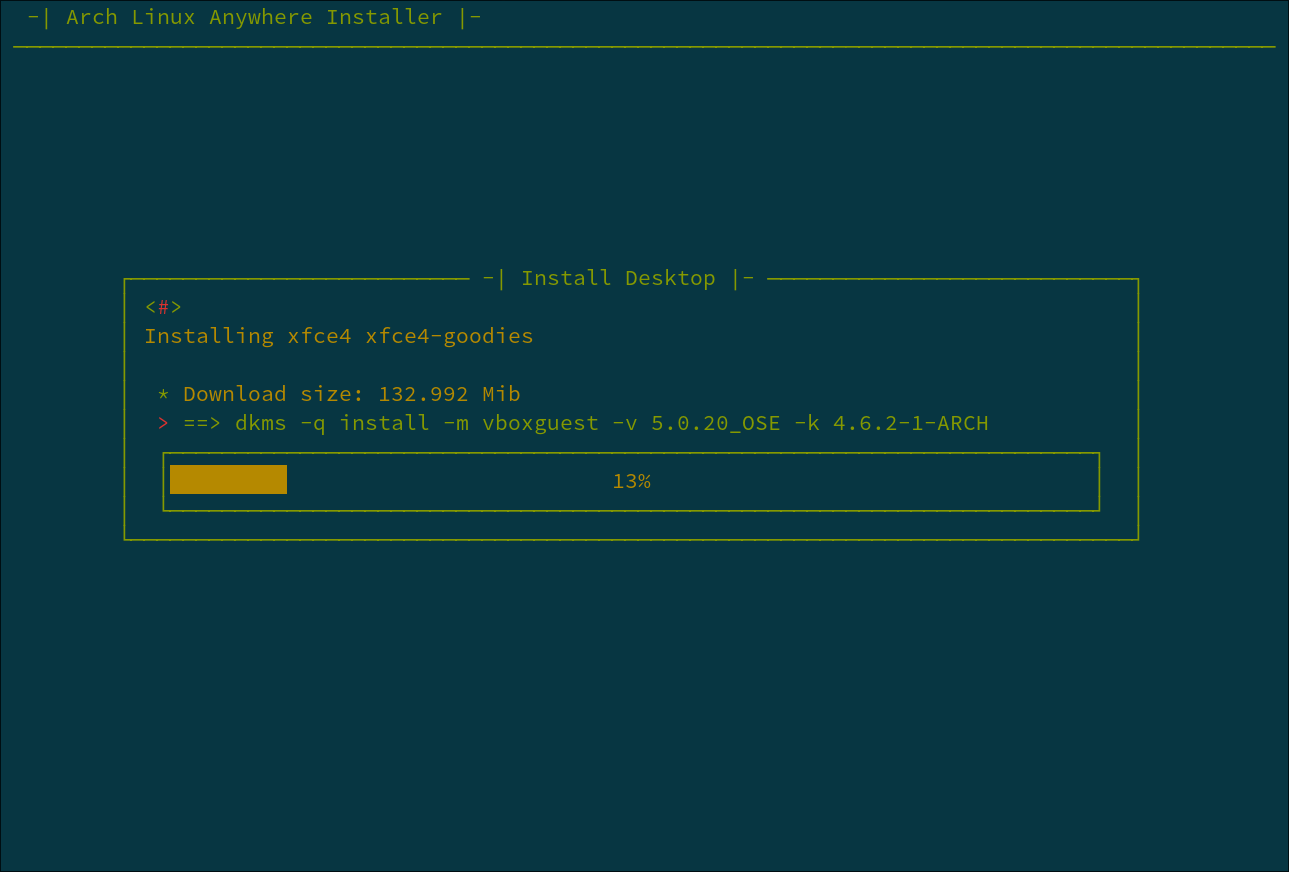 -| Arch Linux Anywhere Installer |-
-| Install Desktop |-
<#>
Installing xfce4 xfce4-goodies
* Download size: 132.992 Mib
> ==> dkms -q install -m vboxguest -v 5.0.20_OSE -k 4.6.2-1-ARCH
13%